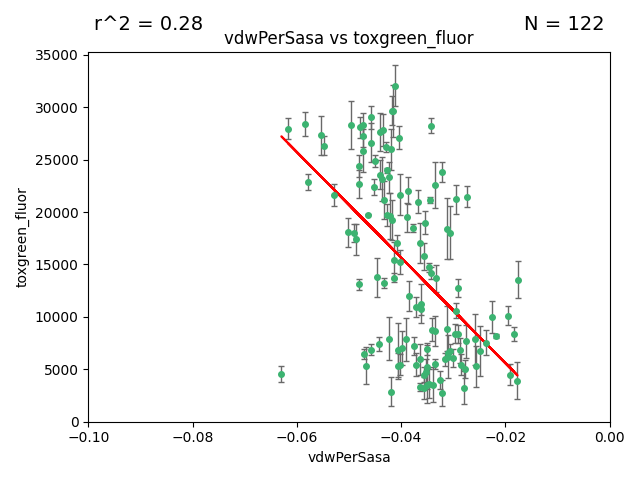 r^2 = 0.28
N = 122
vdwPerSasa vs toxgreen_fluor
35000
30000
25000
20000
15000
10000
5000
0
toxgreen_fluor
−0.10
−0.08
−0.06
−0.04
−0.02
0.00
vdwPerSasa